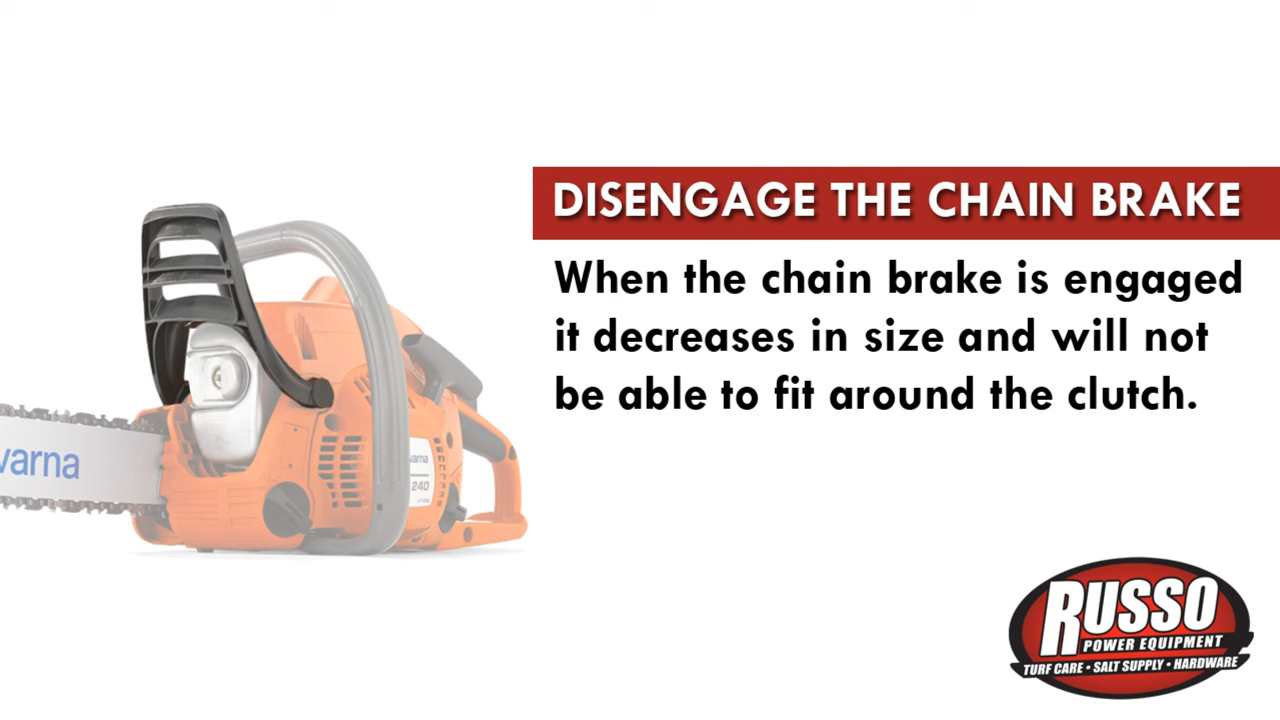 DISENGAGE THE CHAIN BRAKE
When the chain brake is engaged
it decreases in size and will not
be able to fit around the clutch.
varna
varna
240
RUSSO
POWER EQUIPMENT
TURF CARE • SALT SUPPLY • HARDWARE